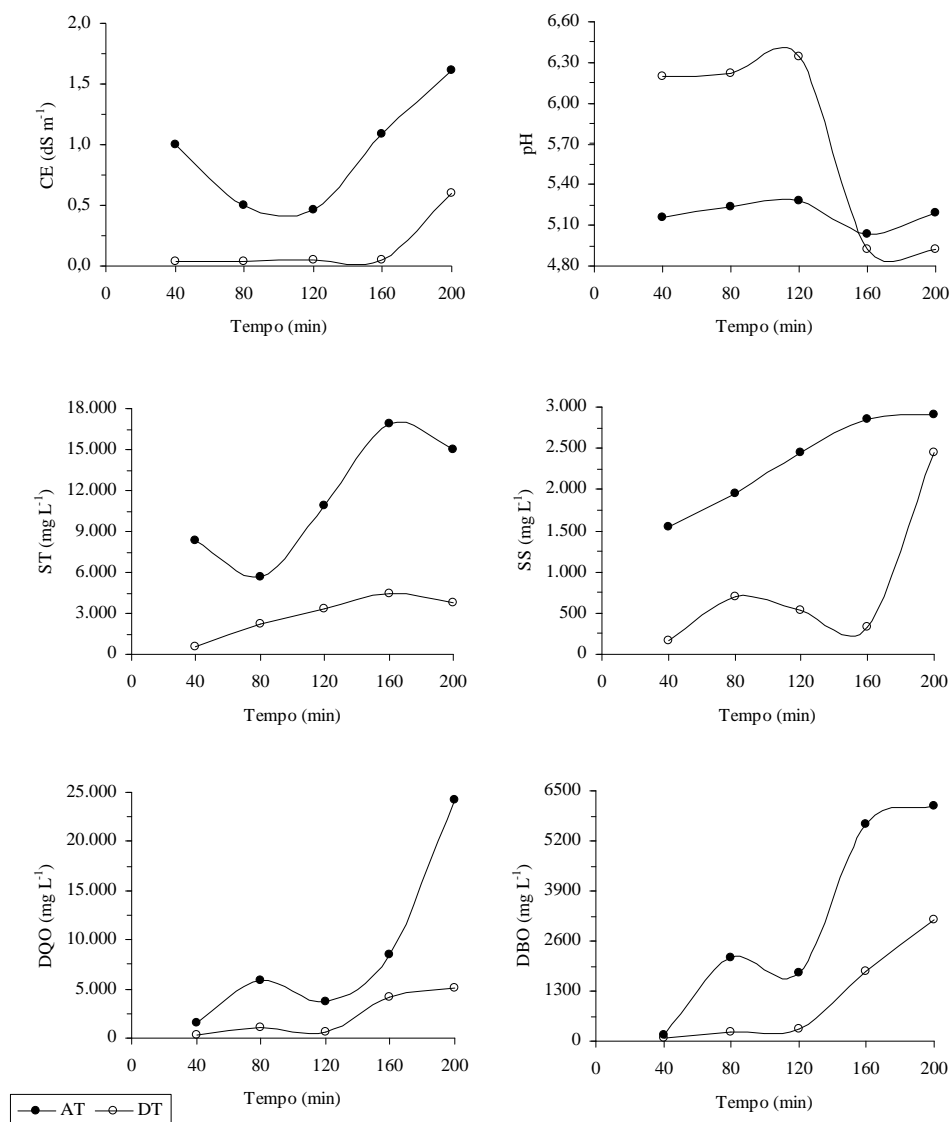 2,0
1,5
1,0
0,5
0,0
CE (dS m⁻¹)
0 40 80 120 160 200
Tempo (min)
6,60
6,30
6,00
5,70
5,40
5,10
4,80
pH
0 40 80 120 160 200
Tempo (min)
18.000
15.000
12.000
9.000
6.000
3.000
0
ST (mg L⁻¹)
0 40 80 120 160 200
Tempo (min)
3.000
2.500
2.000
1.500
1.000
500
0
SS (mg L⁻¹)
0 40 80 120 160 200
Tempo (min)
25.000
20.000
15.000
10.000
5.000
0
DQO (mg L⁻¹)
0 40 80 120 160 200
Tempo (min)
6500
5200
3900
2600
1300
0
DBO (mg L⁻¹)
0 40 80 120 160 200
Tempo (min)
AT DT